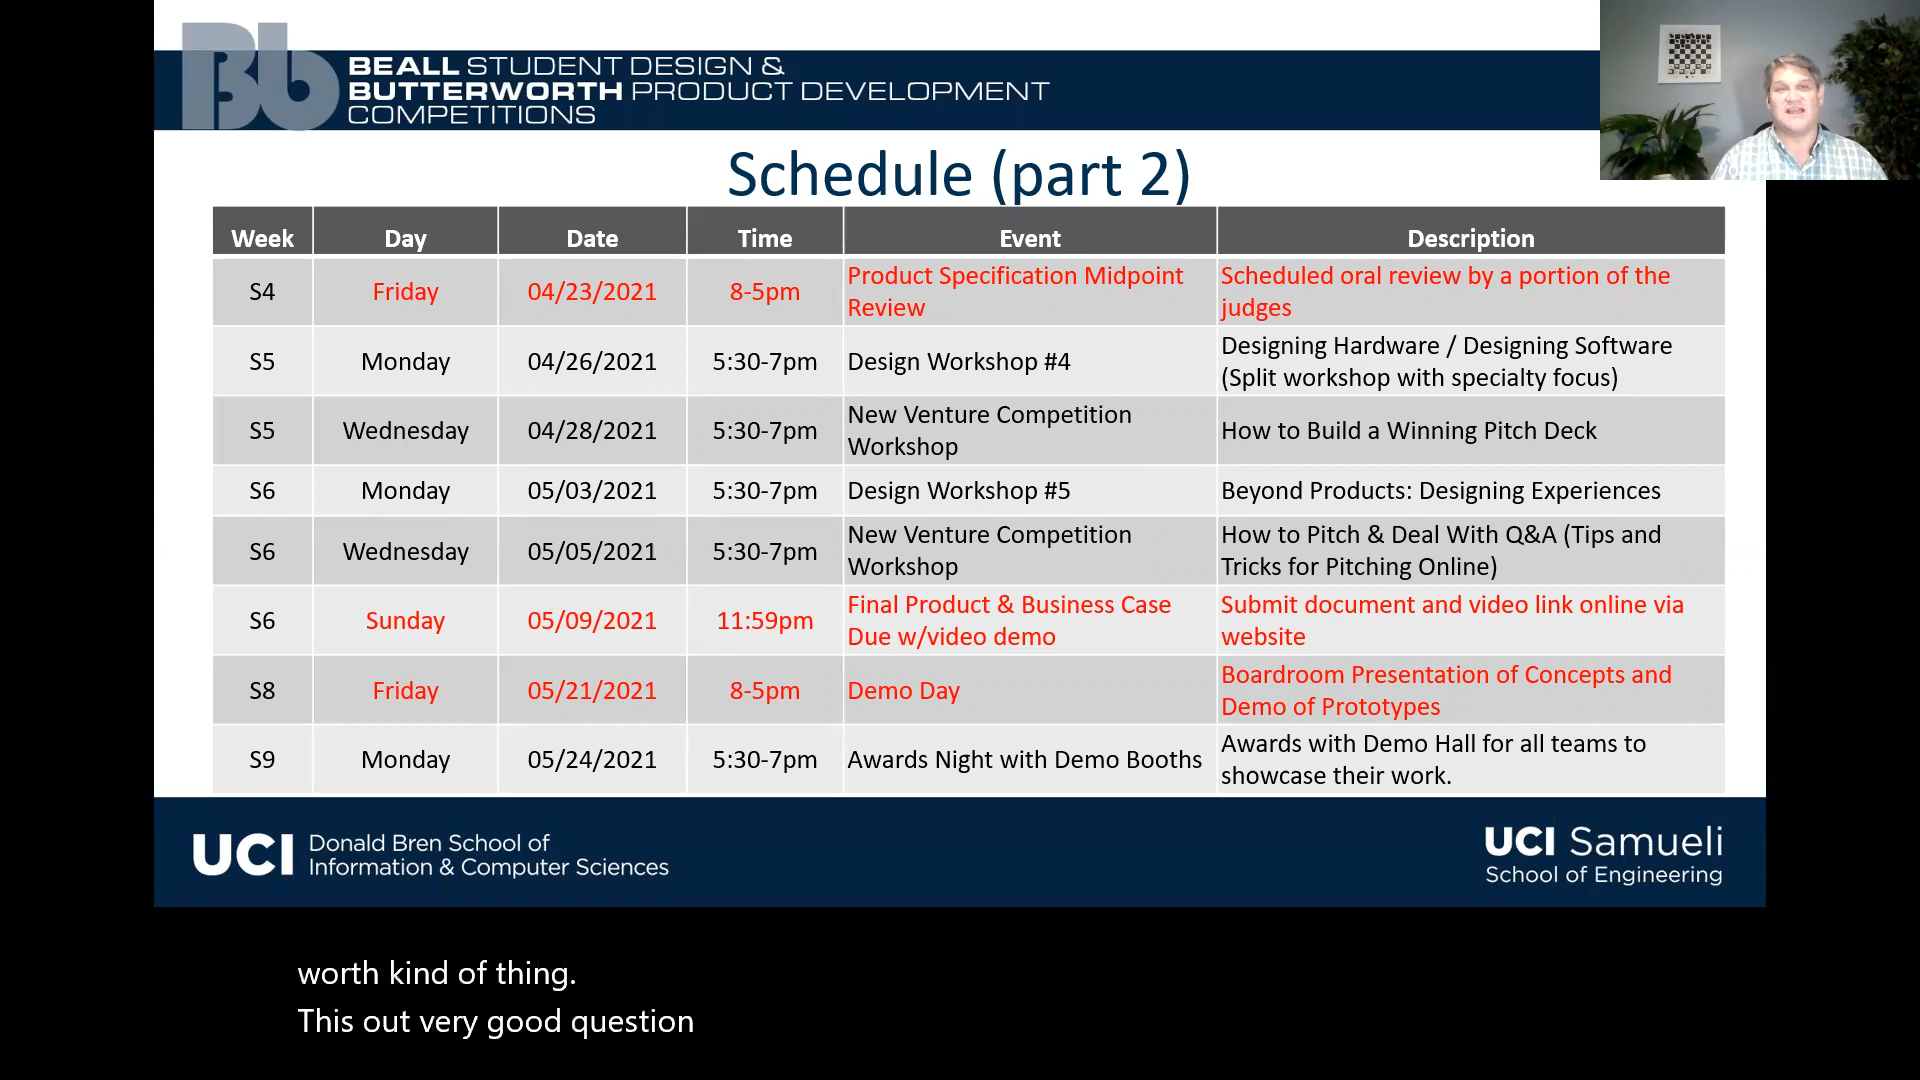 Bb
BEALL STUDENT DESIGN &
BUTTERWORTH PRODUCT DEVELOPMENT
COMPETITIONS
Schedule (part 2)
Week Day Date Time Event Description
S4 Friday 04/23/2021 8-5pm Product Specification Midpoint Review Scheduled oral review by a portion of the judges
S5 Monday 04/26/2021 5:30-7pm Design Workshop #4 Designing Hardware / Designing Software (Split workshop with specialty focus)
S5 Wednesday 04/28/2021 5:30-7pm New Venture Competition Workshop How to Build a Winning Pitch Deck
S6 Monday 05/03/2021 5:30-7pm Design Workshop #5 Beyond Products: Designing Experiences
S6 Wednesday 05/05/2021 5:30-7pm New Venture Competition Workshop How to Pitch & Deal With Q&A (Tips and Tricks for Pitching Online)
S6 Sunday 05/09/2021 11:59pm Final Product & Business Case Due w/video demo Submit document and video link online via website
S8 Friday 05/21/2021 8-5pm Demo Day Boardroom Presentation of Concepts and Demo of Prototypes
S9 Monday 05/24/2021 5:30-7pm Awards Night with Demo Booths Awards with Demo Hall for all teams to showcase their work.
UCI Donald Bren School of
Information & Computer Sciences
UCI Samueli
School of Engineering
worth kind of thing.
This out very good question